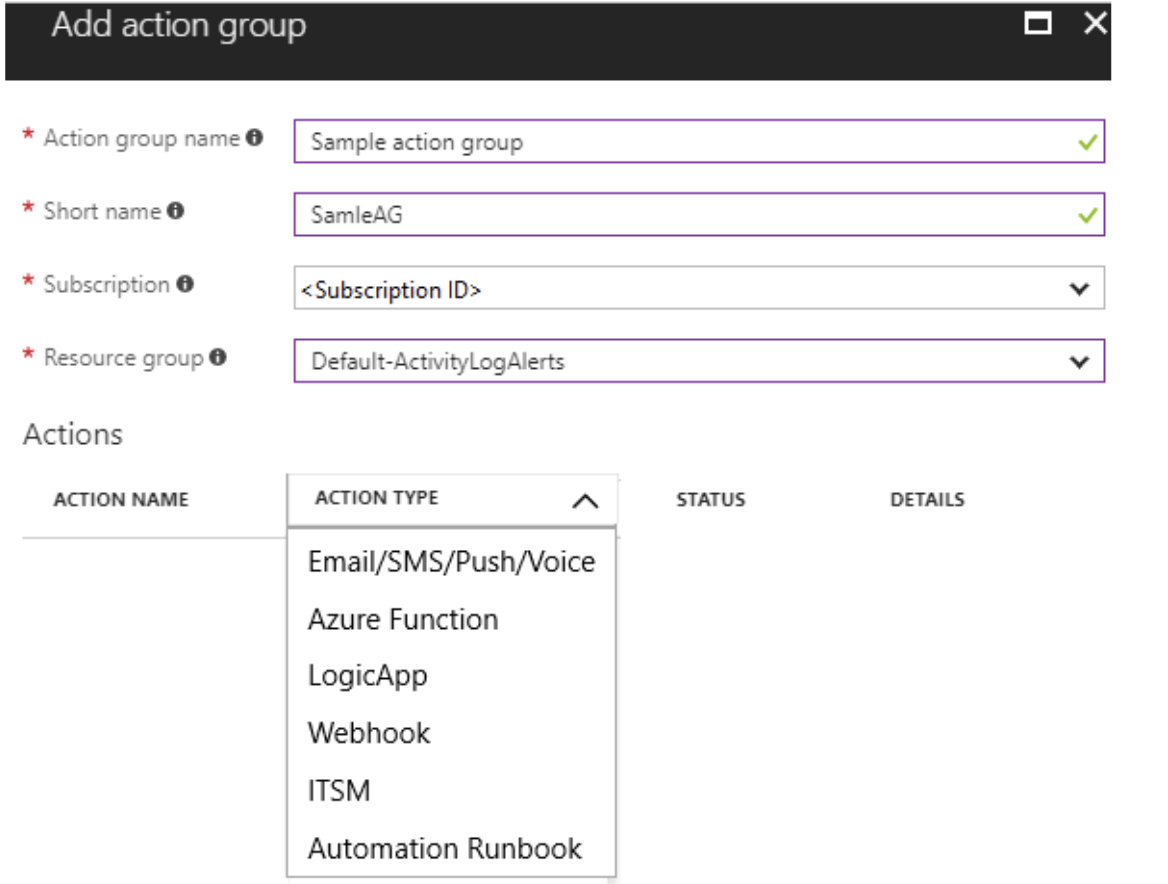 Add action group
* Action group name Sample action group
* Short name SamleAG
* Subscription <Subscription ID>
* Resource group Default-ActivityLogAlerts
Actions
ACTION NAME ACTION TYPE STATUS DETAILS
Email/SMS/Push/Voice
Azure Function
LogicApp
Webhook
ITSM
Automation Runbook